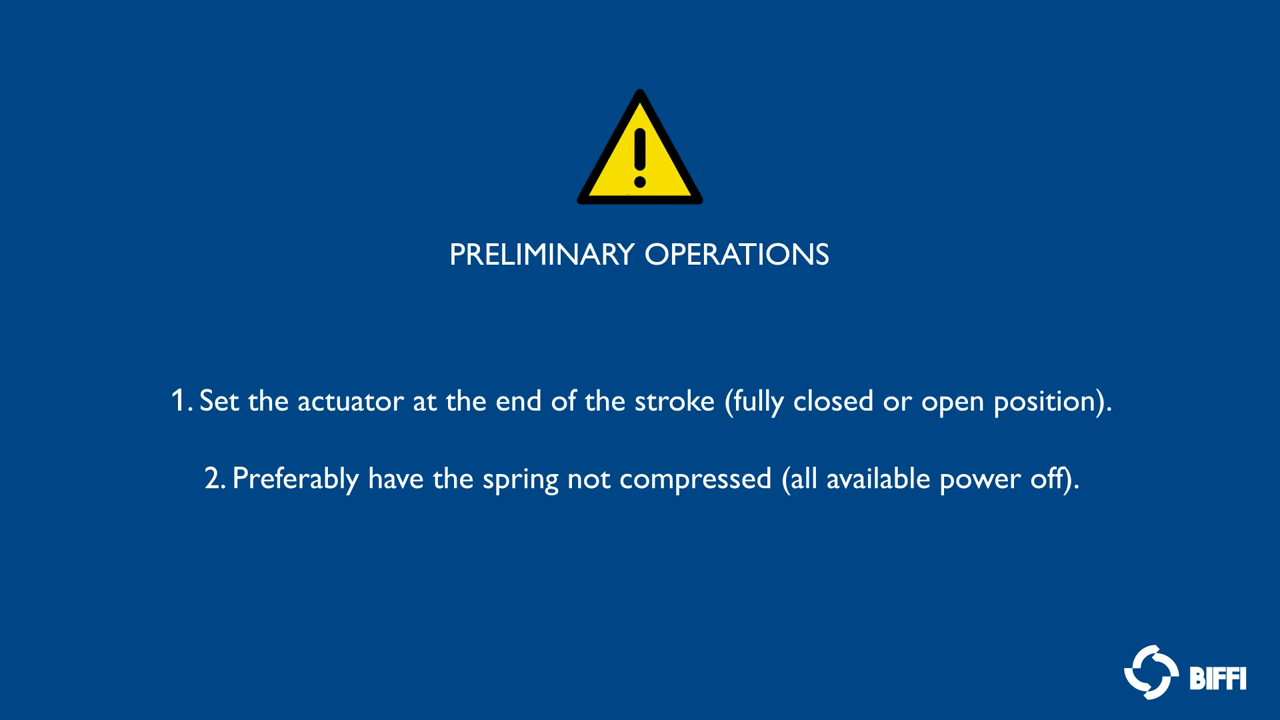 PRELIMINARY OPERATIONS
1. Set the actuator at the end of the stroke (fully closed or open position).
2. Preferably have the spring not compressed (all available power off).
BIFFI